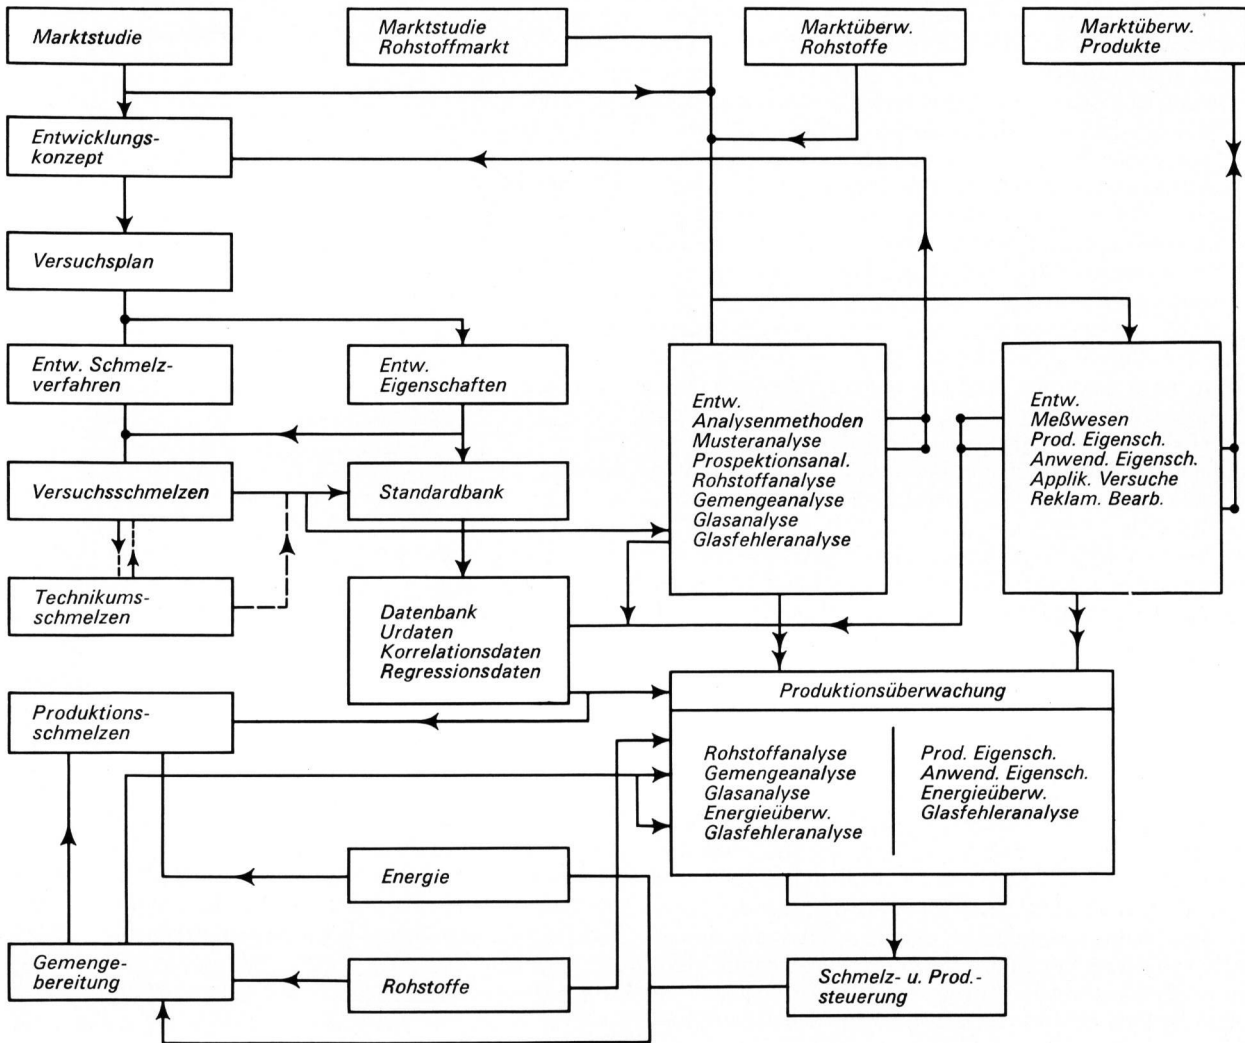 Marktstudie
Marktstudie
Rohstoffmarkt
Marktüberw.
Rohstoffe
Marktüberw.
Produkte
Entwicklungs-
konzept
Versuchsplan
Entw. Schmelz-
verfahren
Entw.
Eigenschaften
Entw.
Analysenmethoden
Musteranalyse
Prospektionsanal.
Rohstoffanalyse
Gemengeanalyse
Glasanalyse
Glasfehleranalyse
Entw.
Meßwesen
Prod. Eigensch.
Anwend. Eigensch.
Applik. Versuche
Reklam. Bearb.
Versuchsschmelzen
Standardbank
Technikums-
schmelzen
Datenbank
Urdaten
Korrelationsdaten
Regressionsdaten
Produktions-
schmelzen
Produktionsüberwachung
Rohstoffanalyse
Gemengeanalyse
Glasanalyse
Energieüberw.
Glasfehleranalyse
Prod. Eigensch.
Anwend. Eigensch.
Energieüberw.
Glasfehleranalyse
Energie
Gemenge-
bereitung
Rohstoffe
Schmelz- u. Prod.-
steuerung